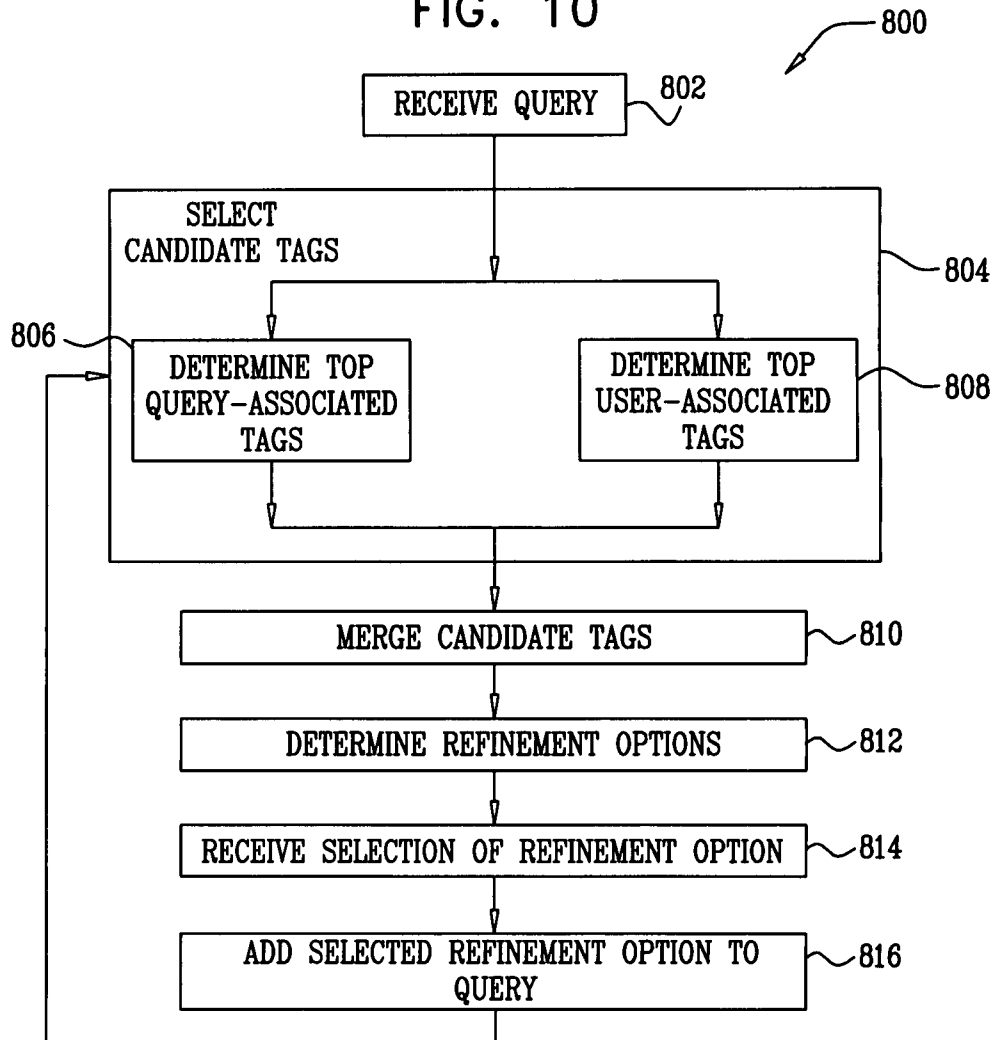 FIG. 10
800
RECEIVE QUERY
802
SELECT
CANDIDATE TAGS
804
806
DETERMINE TOP
QUERY-ASSOCIATED
TAGS
DETERMINE TOP
USER-ASSOCIATED
TAGS
808
MERGE CANDIDATE TAGS
810
DETERMINE REFINEMENT OPTIONS
812
RECEIVE SELECTION OF REFINEMENT OPTION
814
ADD SELECTED REFINEMENT OPTION TO
QUERY
816